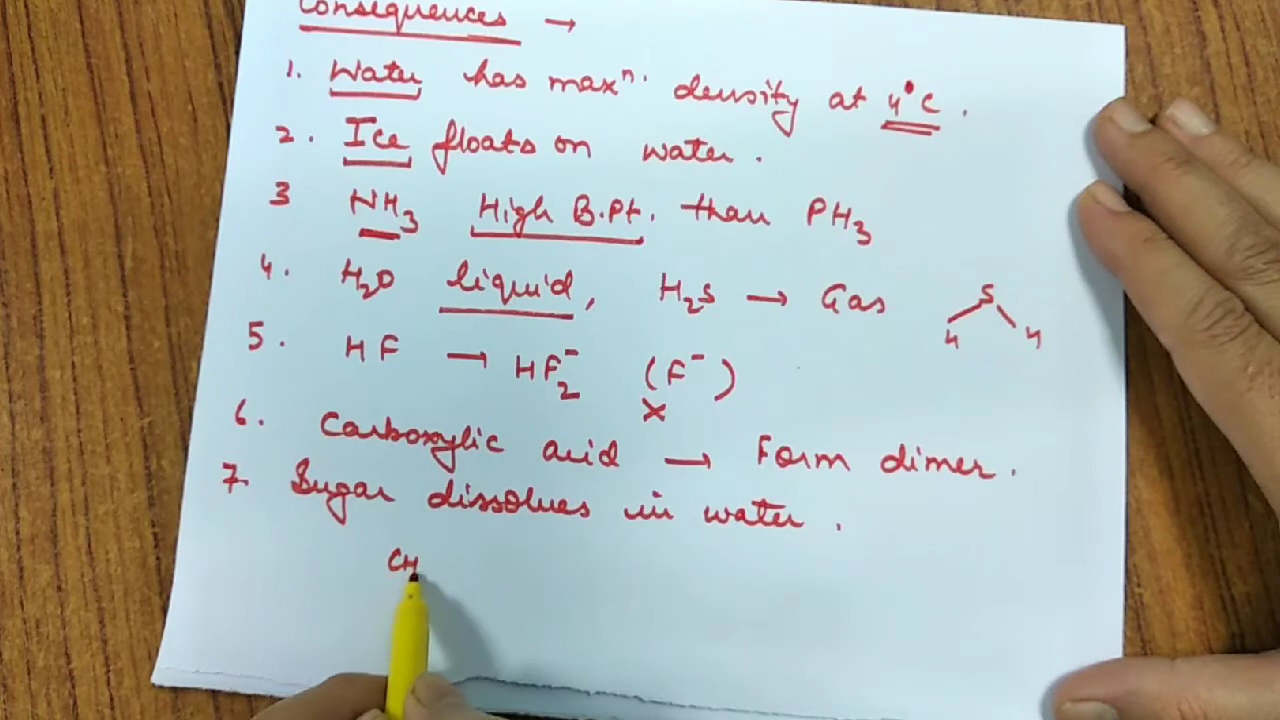 Consequences →
1. Water has maxⁿ. density at 4°C.
2. Ice floats on water.
3 NH₃ High B.Pt. than PH₃
4. H₂O liquid, H₂S → Gas
S
H H
5. HF → HF₂⁻ (F⁻)
x
6. Carboxylic acid → Form dimer.
7. Sugar dissolves in water.
CH